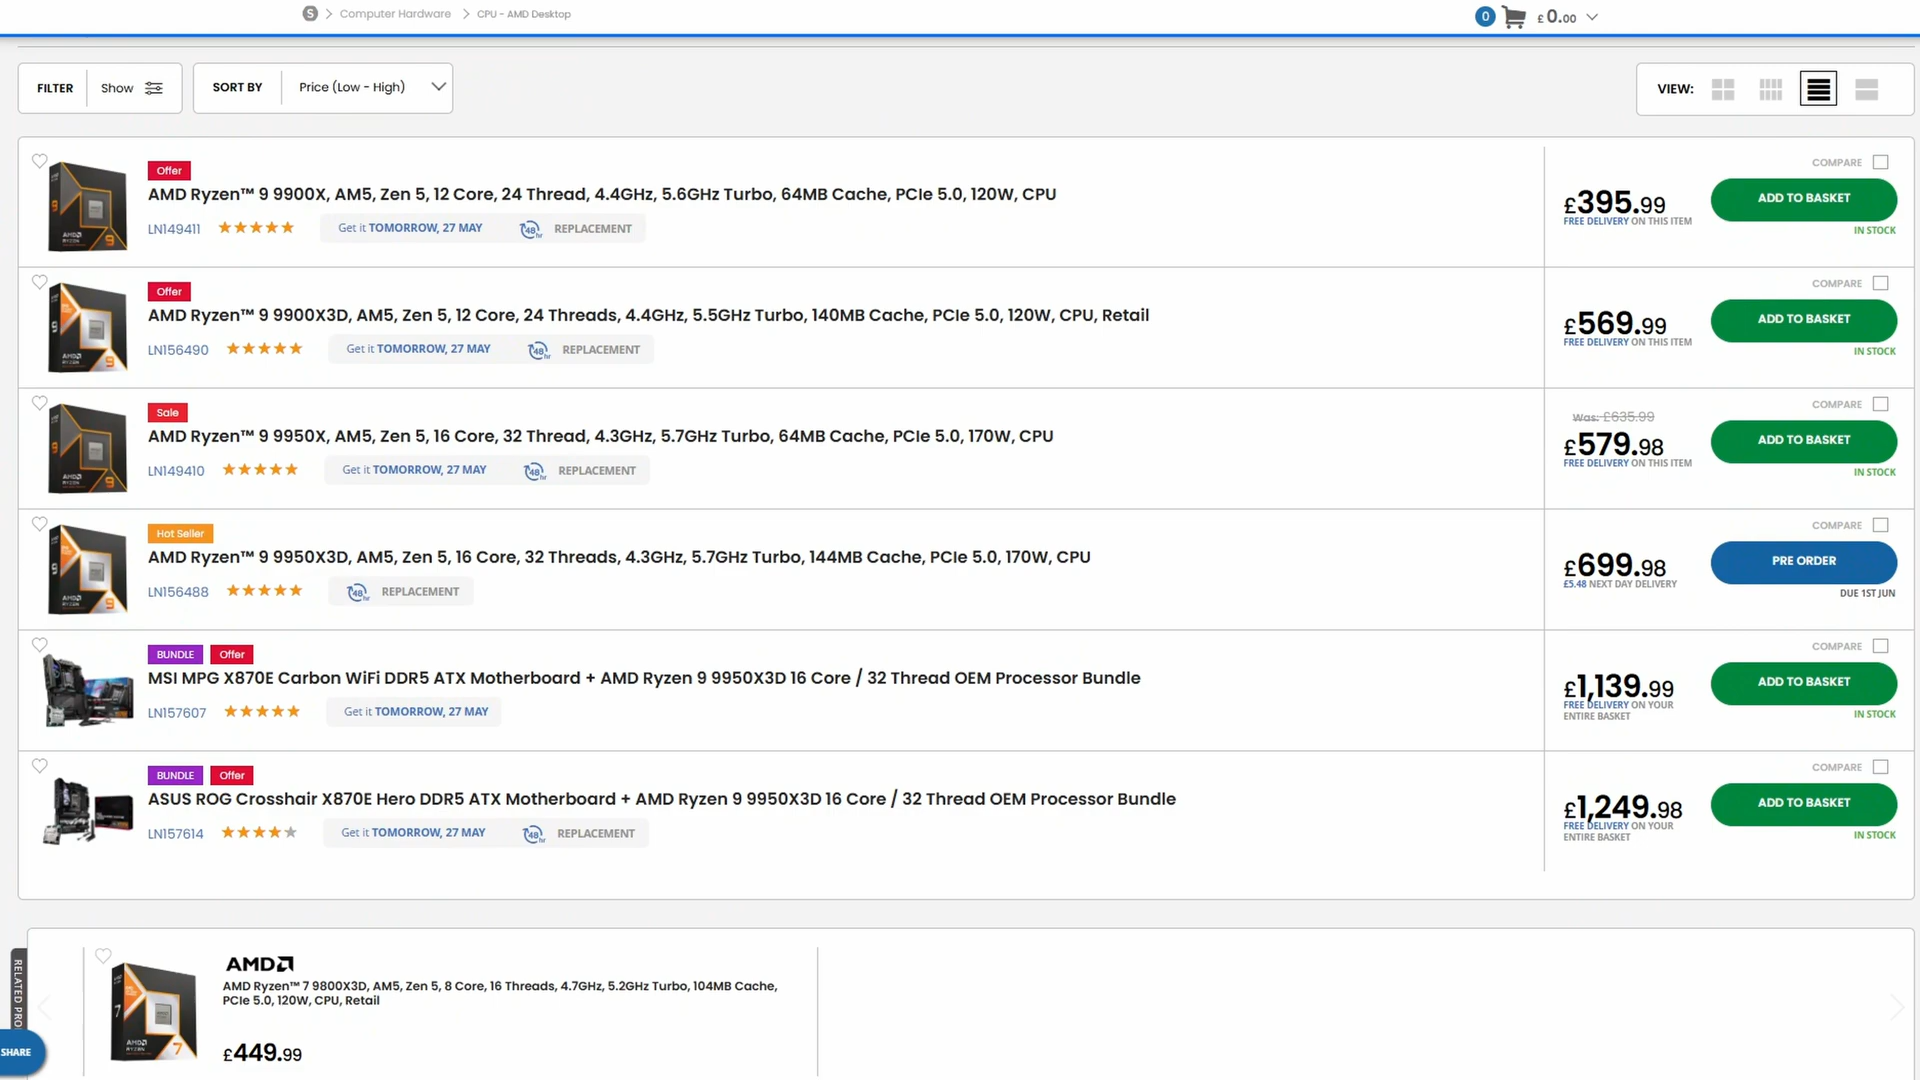 S > Computer Hardware > CPU - AMD Desktop
0 £0.00
FILTER Show SORT BY Price (Low - High) VIEW:
Offer
AMD Ryzen™ 9 9900X, AM5, Zen 5, 12 Core, 24 Thread, 4.4GHz, 5.6GHz Turbo, 64MB Cache, PCIe 5.0, 120W, CPU
LN149411 Get it TOMORROW, 27 MAY 48hr REPLACEMENT
COMPARE
£395.99 ADD TO BASKET
FREE DELIVERY ON THIS ITEM
IN STOCK
Offer
AMD Ryzen™ 9 9900X3D, AM5, Zen 5, 12 Core, 24 Threads, 4.4GHz, 5.5GHz Turbo, 140MB Cache, PCIe 5.0, 120W, CPU, Retail
LN156490 Get it TOMORROW, 27 MAY 48hr REPLACEMENT
COMPARE
£569.99 ADD TO BASKET
FREE DELIVERY ON THIS ITEM
IN STOCK
Sale
AMD Ryzen™ 9 9950X, AM5, Zen 5, 16 Core, 32 Thread, 4.3GHz, 5.7GHz Turbo, 64MB Cache, PCIe 5.0, 170W, CPU
LN149410 Get it TOMORROW, 27 MAY 48hr REPLACEMENT
COMPARE
Was: £635.99
£579.98 ADD TO BASKET
FREE DELIVERY ON THIS ITEM
IN STOCK
Hot Seller
AMD Ryzen™ 9 9950X3D, AM5, Zen 5, 16 Core, 32 Threads, 4.3GHz, 5.7GHz Turbo, 144MB Cache, PCIe 5.0, 170W, CPU
LN156488 48hr REPLACEMENT
COMPARE
£699.98 PRE ORDER
£5.48 NEXT DAY DELIVERY
DUE 1ST JUN
BUNDLE Offer
MSI MPG X870E Carbon WiFi DDR5 ATX Motherboard + AMD Ryzen 9 9950X3D 16 Core / 32 Thread OEM Processor Bundle
LN157607 Get it TOMORROW, 27 MAY
COMPARE
£1,139.99 ADD TO BASKET
FREE DELIVERY ON YOUR
ENTIRE BASKET
IN STOCK
BUNDLE Offer
ASUS ROG Crosshair X870E Hero DDR5 ATX Motherboard + AMD Ryzen 9 9950X3D 16 Core / 32 Thread OEM Processor Bundle
LN157614 Get it TOMORROW, 27 MAY 48hr REPLACEMENT
COMPARE
£1,249.98 ADD TO BASKET
FREE DELIVERY ON YOUR
ENTIRE BASKET
IN STOCK
RELATED PRO
AMD
AMD Ryzen™ 7 9800X3D, AM5, Zen 5, 8 Core, 16 Threads, 4.7GHz, 5.2GHz Turbo, 104MB Cache,
PCIe 5.0, 120W, CPU, Retail
£449.99
SHARE